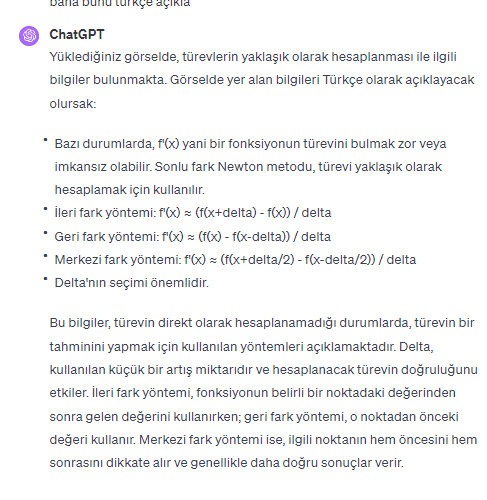 bana bunu türkçe açıkla
ChatGPT
Yüklediğiniz görselde, türevlerin yaklaşık olarak hesaplanması ile ilgili
bilgiler bulunmakta. Görselde yer alan bilgileri Türkçe olarak açıklayacak
olursak:
• Bazı durumlarda, f'(x) yani bir fonksiyonun türevini bulmak zor veya
imkansız olabilir. Sonlu fark Newton metodu, türevi yaklaşık olarak
hesaplamak için kullanılır.
• İleri fark yöntemi: f'(x) ≈ (f(x+delta) - f(x)) / delta
• Geri fark yöntemi: f'(x) ≈ (f(x) - f(x-delta)) / delta
• Merkezi fark yöntemi: f'(x) ≈ (f(x+delta/2) - f(x-delta/2)) / delta
• Delta'nın seçimi önemlidir.
Bu bilgiler, türevin direkt olarak hesaplanamadığı durumlarda, türevin bir
tahminini yapmak için kullanılan yöntemleri açıklamaktadır. Delta,
kullanılan küçük bir artış miktarıdır ve hesaplanacak türevin doğruluğunu
etkiler. İleri fark yöntemi, fonksiyonun belirli bir noktadaki değerinden
sonra gelen değerini kullanırken; geri fark yöntemi, o noktadan önceki
değeri kullanır. Merkezi fark yöntemi ise, ilgili noktanın hem öncesini hem
sonrasını dikkate alır ve genellikle daha doğru sonuçlar verir.